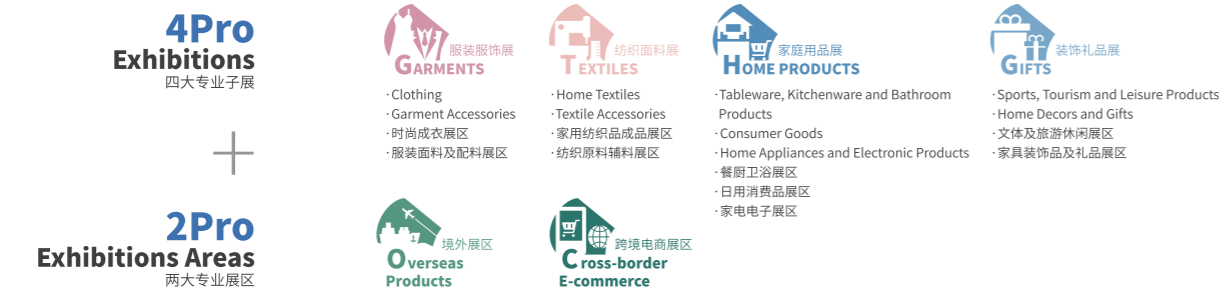 4Pro
Exhibitions
四大专业子展
服装服饰展
GARMENTS
·Clothing
·Garment Accessories
·时尚成衣展区
·服装面料及配料展区
纺织面料展
TEXTILES
·Home Textiles
·Textile Accessories
·家用纺织品成品展区
·纺织原料辅料展区
家庭用品展
HOME PRODUCTS
·Tableware, Kitchenware and Bathroom
Products
·Consumer Goods
·Home Appliances and Electronic Products
·餐厨卫浴展区
·日用消费品展区
·家电电子展区
装饰礼品展
GIFTS
·Sports, Tourism and Leisure Products
·Home Decors and Gifts
·文体及旅游休闲展区
·家具装饰品及礼品展区
2Pro
Exhibitions Areas
两大专业展区
境外展区
Overseas
Products
跨境电商展区
Cross-border
E-commerce